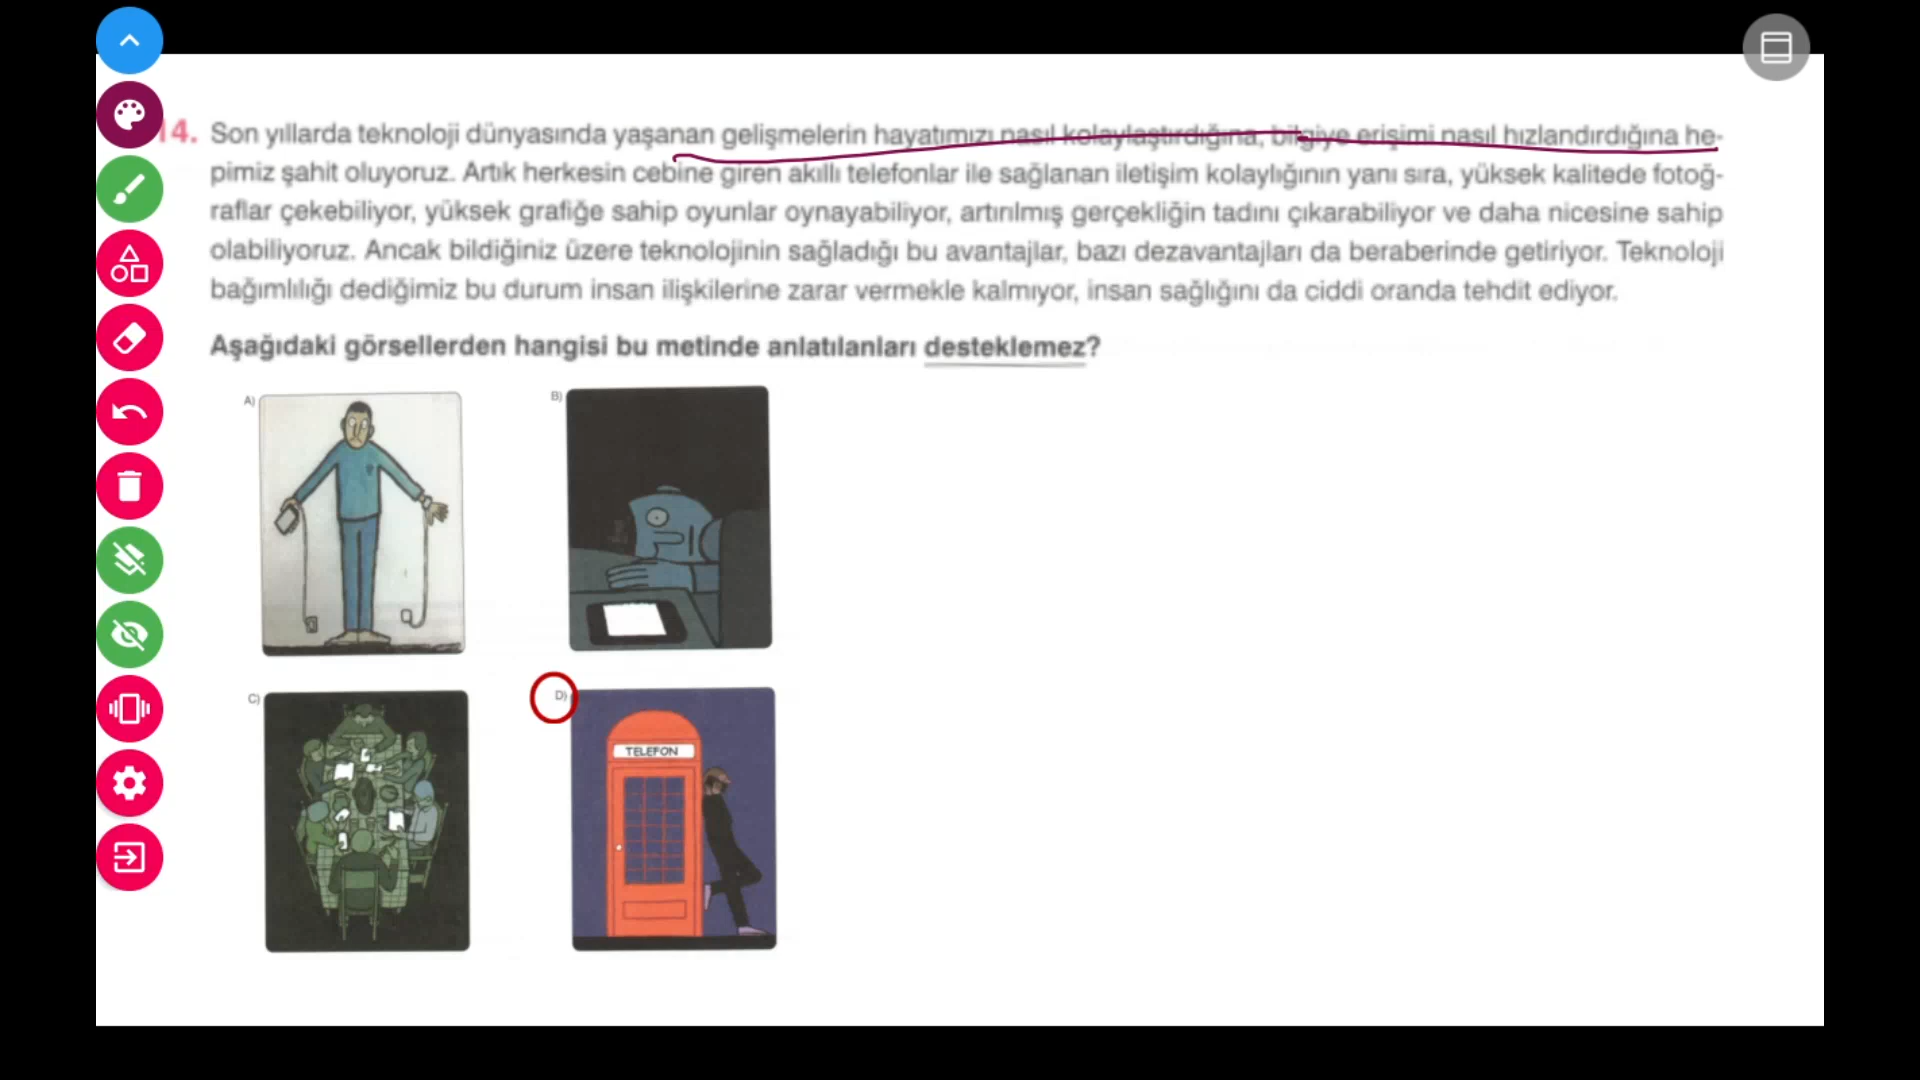 14. Son yıllarda teknoloji dünyasında yaşanan gelişmelerin hayatımızı nasıl kolaylaştırdığına, bilgiye erişimi nasıl hızlandırdığına he-
pimiz şahit oluyoruz. Artık herkesin cebine giren akıllı telefonlar ile sağlanan iletişim kolaylığının yanı sıra, yüksek kalitede fotoğ-
raflar çekebiliyor, yüksek grafiğe sahip oyunlar oynayabiliyor, artırılmış gerçekliğin tadını çıkarabiliyor ve daha nicesine sahip
olabiliyoruz. Ancak bildiğiniz üzere teknolojinin sağladığı bu avantajlar, bazı dezavantajları da beraberinde getiriyor. Teknoloji
bağımlılığı dediğimiz bu durum insan ilişkilerine zarar vermekle kalmıyor, insan sağlığını da ciddi oranda tehdit ediyor.
Aşağıdaki görsellerden hangisi bu metinde anlatılanları desteklemez?
A)
B)
C)
D)
TELEFON